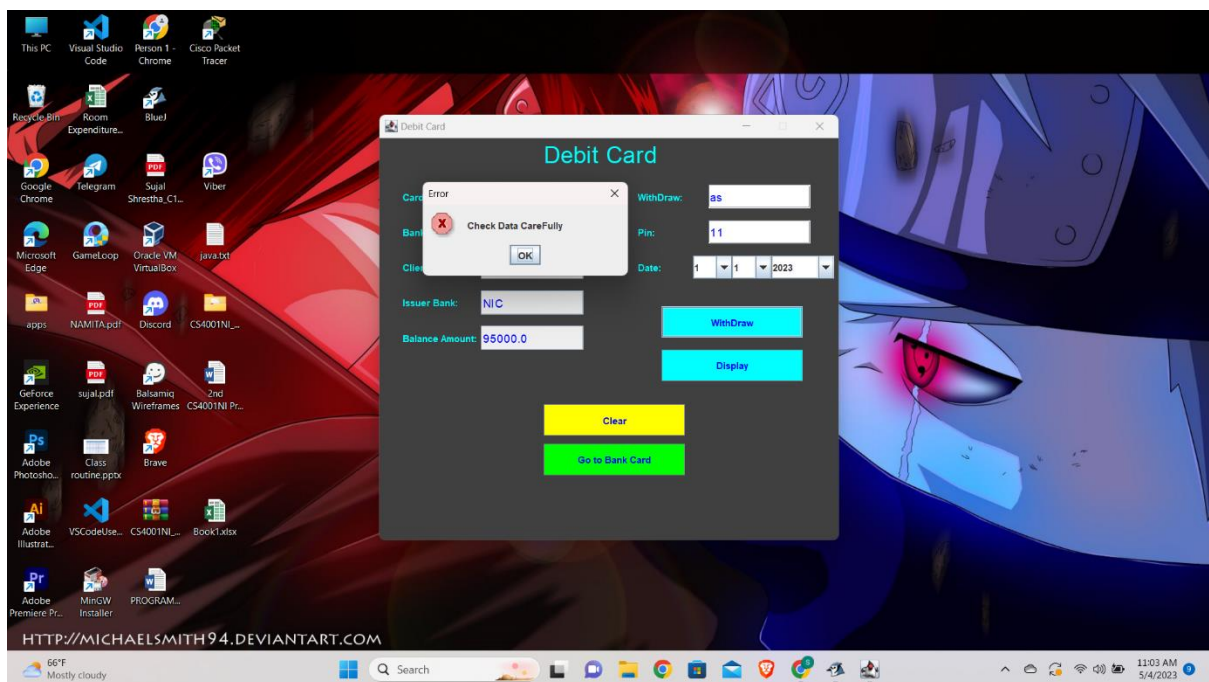 This PC
Visual Studio
Code
Person 1 -
Chrome
Cisco Packet
Tracer
Recycle Bin
Room
Expenditure...
BlueJ
Google
Chrome
Telegram
Sujal
Shrestha_C1...
Viber
Microsoft
Edge
GameLoop
Oracle VM
VirtualBox
java.txt
apps
NAMITA.pdf
Discord
CS4001NI_...
GeForce
Experience
sujal.pdf
Balsamiq
Wireframes
2nd
CS4001NI Pr...
Adobe
Photosho...
Class
routine.pptx
Brave
Adobe
Illustrat...
VSCodeUse...
CS4001NI_...
Book1.xlsx
Adobe
Premiere Pr...
MinGW
Installer
PROGRAM...
HTTP://MICHAELSMITH94.DEVIANTART.COM
Debit Card
Debit Card
Card
Error
Check Data CareFully
OK
Bank
Clie
WithDraw:
as
Pin:
11
Date:
1 1 2023
Issuer Bank:
NIC
Balance Amount:
95000.0
WithDraw
Display
Clear
Go to Bank Card
66°F
Mostly cloudy
Search
11:03 AM
5/4/2023